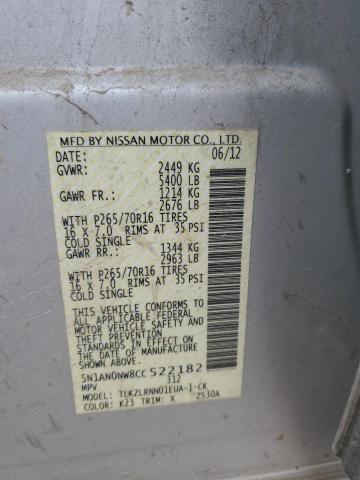 MFD BY NISSAN MOTOR CO., LTD.
DATE: 06/12
GVWR: 2449 KG
5400 LB
GAWR FR.: 1214 KG
2676 LB
WITH P265/70R16 TIRES
16 X 7.0 RIMS AT 35 PSI
COLD SINGLE
GAWR RR.: 1344 KG
2963 LB
WITH P265/70R16 TIRES
16 X 7.0 RIMS AT 35 PSI
COLD SINGLE
THIS VEHICLE CONFORMS TO
ALL APPLICABLE FEDERAL
MOTOR VEHICLE SAFETY AND
THEFT PREVENTION
STANDARDS IN EFFECT ON
THE DATE OF MANUFACTURE
SHOWN ABOVE.
5N1AN0NW8CC522182
MPV 312
MODEL: TLKZLRNN01EUA-1-CK
COLOR: K23 TRIM: X ZS30A